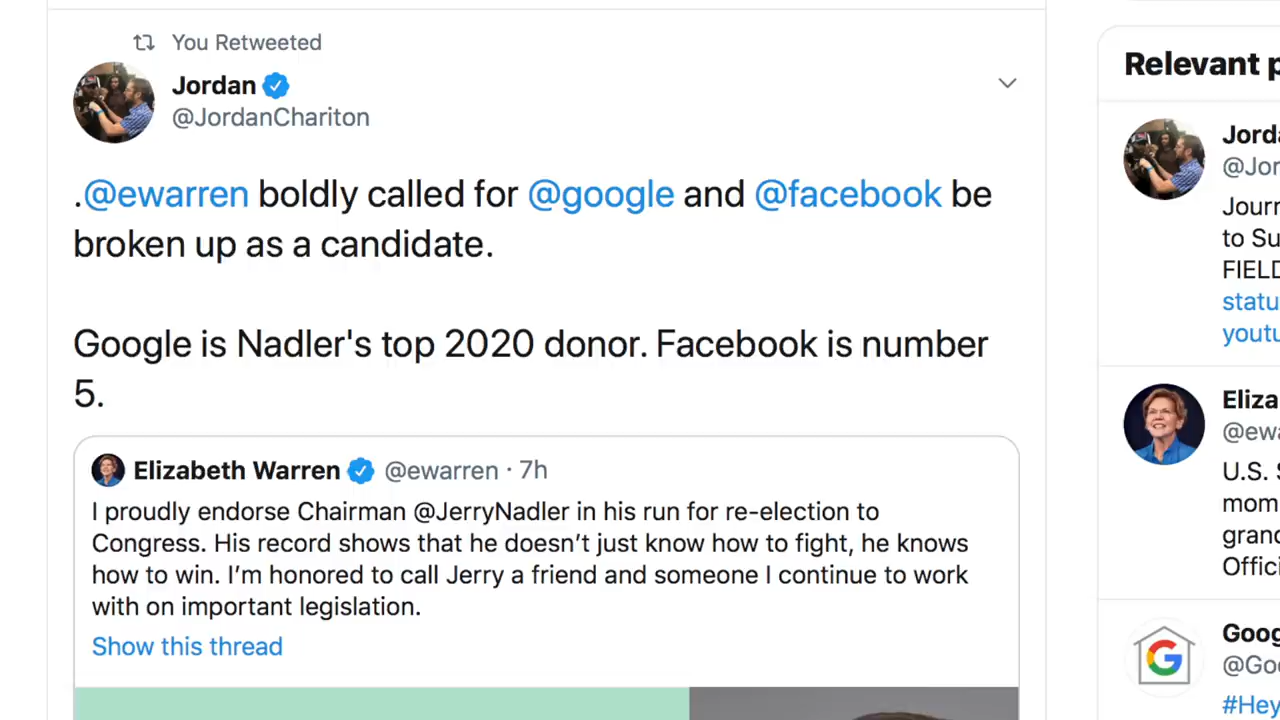 You Retweeted
Jordan
@JordanChariton
.@ewarren boldly called for @google and @facebook be
broken up as a candidate.
Google is Nadler's top 2020 donor. Facebook is number
5.
Elizabeth Warren @ewarren · 7h
I proudly endorse Chairman @JerryNadler in his run for re-election to
Congress. His record shows that he doesn’t just know how to fight, he knows
how to win. I’m honored to call Jerry a friend and someone I continue to work
with on important legislation.
Show this thread
Relevant p
Jorda
@Jor
Journ
to Su
FIELD
statu
youtu
Eliza
@ewa
U.S. S
mom
grand
Offici
Goog
@Goo
#Hey